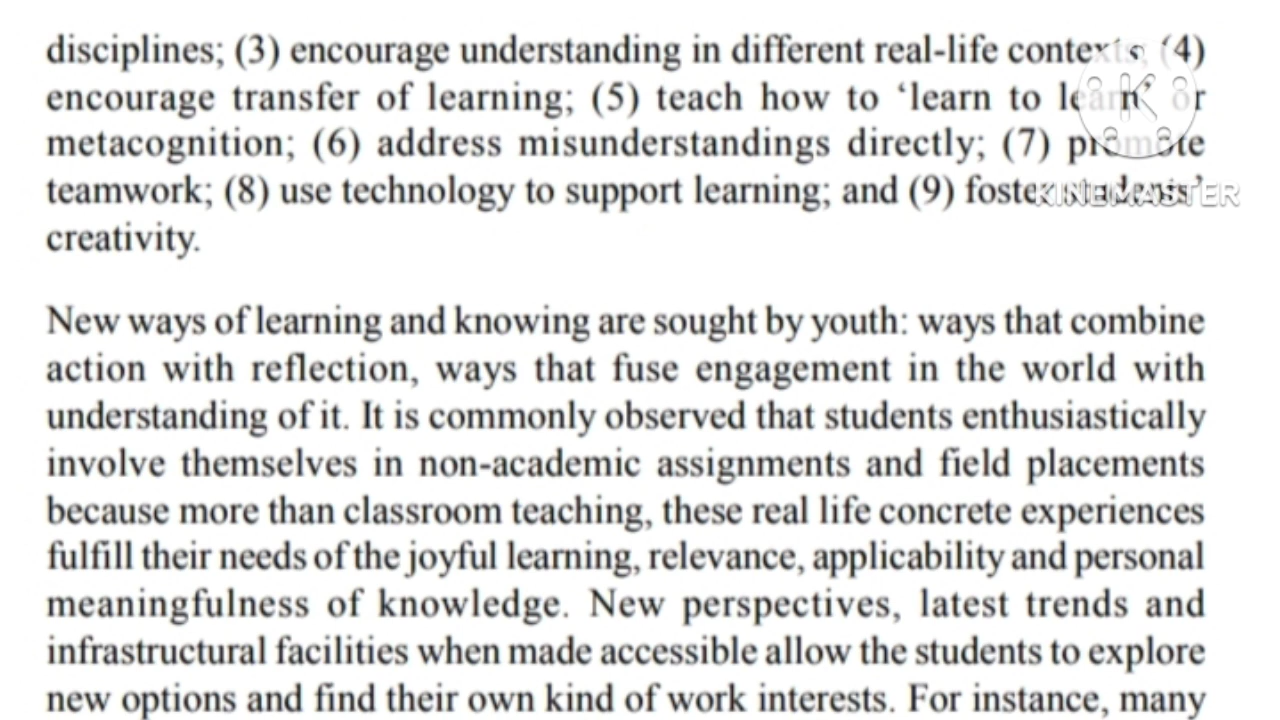 disciplines; (3) encourage understanding in different real-life contexts; (4)
encourage transfer of learning; (5) teach how to ‘learn to learn’ or
metacognition; (6) address misunderstandings directly; (7) promote
teamwork; (8) use technology to support learning; and (9) foster students’
KINEMASTER
creativity.
New ways of learning and knowing are sought by youth: ways that combine
action with reflection, ways that fuse engagement in the world with
understanding of it. It is commonly observed that students enthusiastically
involve themselves in non-academic assignments and field placements
because more than classroom teaching, these real life concrete experiences
fulfill their needs of the joyful learning, relevance, applicability and personal
meaningfulness of knowledge. New perspectives, latest trends and
infrastructural facilities when made accessible allow the students to explore
new options and find their own kind of work interests. For instance, many